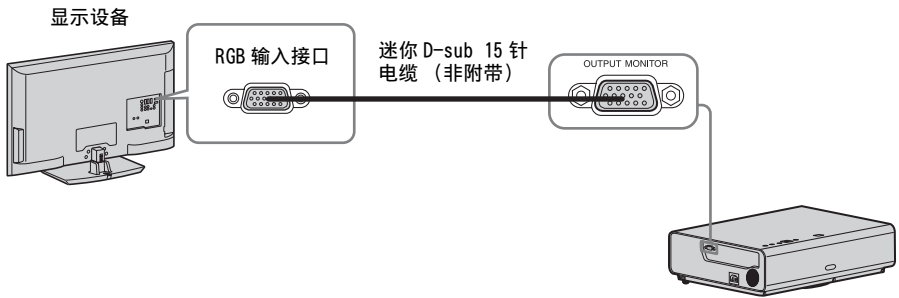 显示设备
RGB 输入接口
迷你 D-sub 15 针
电缆 （非附带）
OUTPUT MONITOR